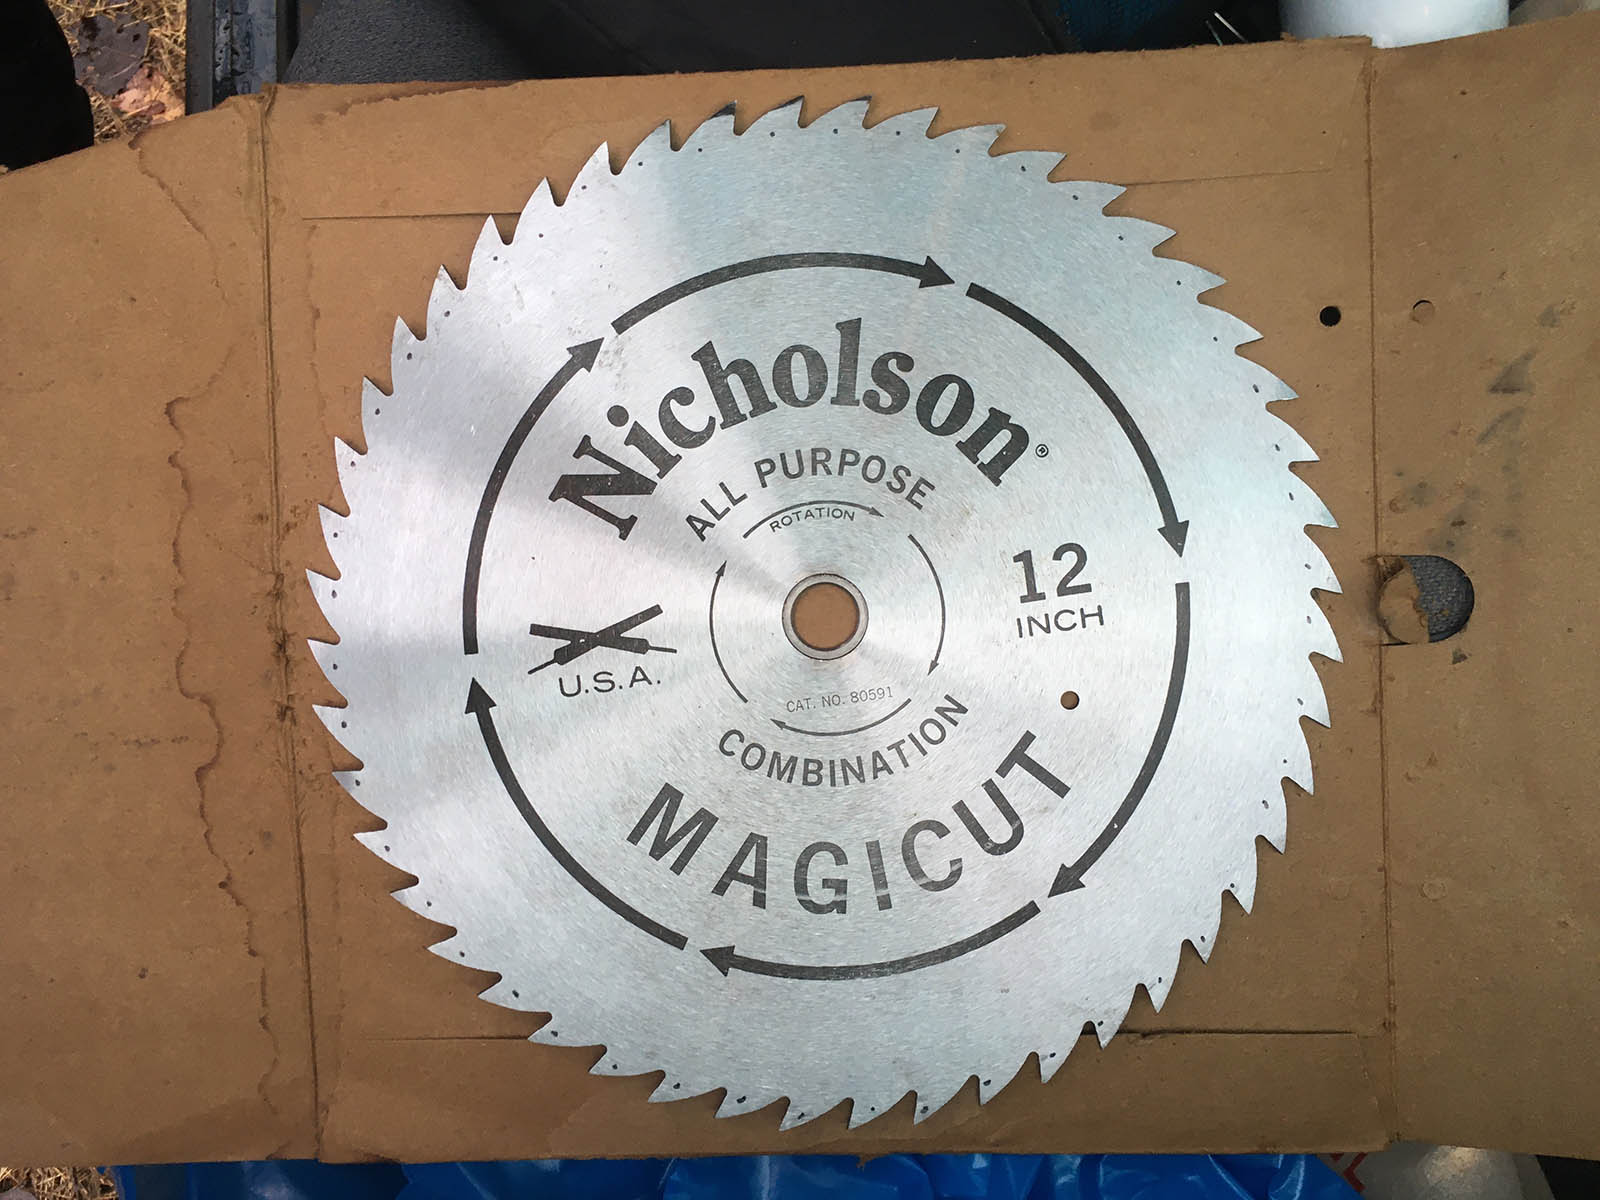 Nicholson®
ALL PURPOSE
ROTATION
12
INCH
U.S.A.
CAT. NO. 80591
COMBINATION
MAGICUT